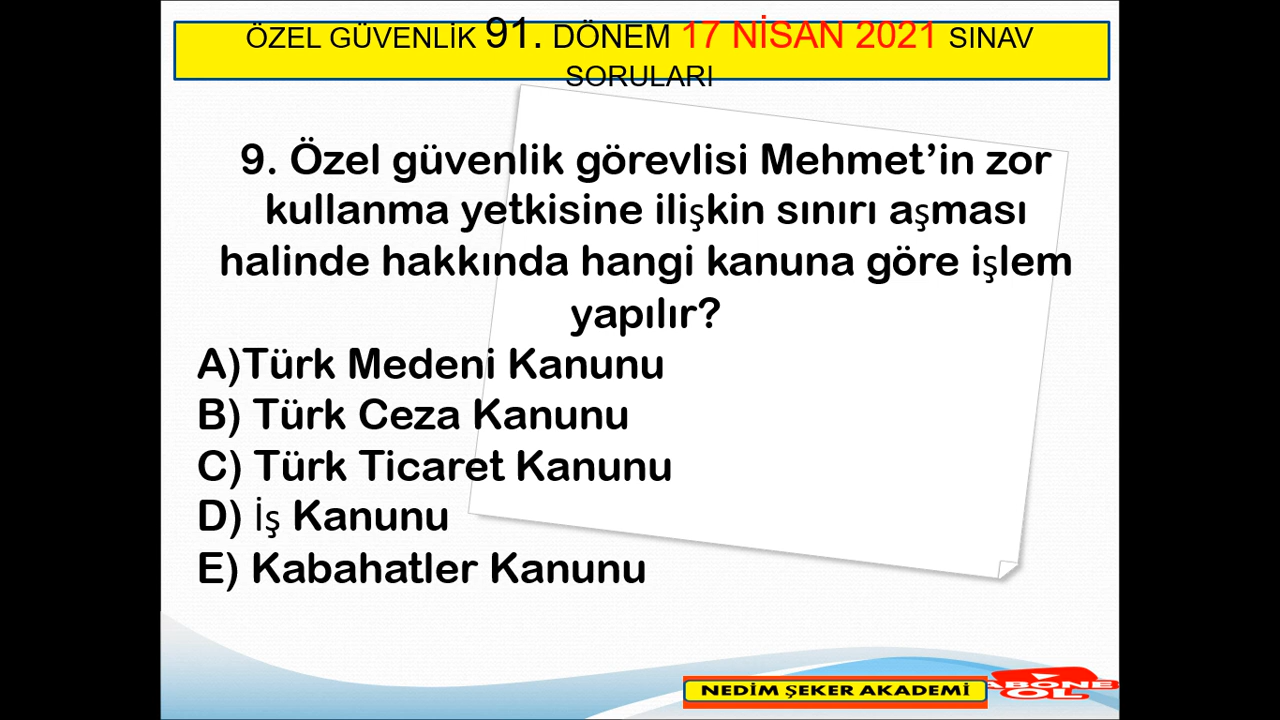 ÖZEL GÜVENLİK 91. DÖNEM 17 NİSAN 2021 SINAV
SORULARI
9. Özel güvenlik görevlisi Mehmet’in zor
kullanma yetkisine ilişkin sınırı aşması
halinde hakkında hangi kanuna göre işlem
yapılır?
A)Türk Medeni Kanunu
B) Türk Ceza Kanunu
C) Türk Ticaret Kanunu
D) İş Kanunu
E) Kabahatler Kanunu
NEDİM ŞEKER AKADEMİ
ABONE
OL